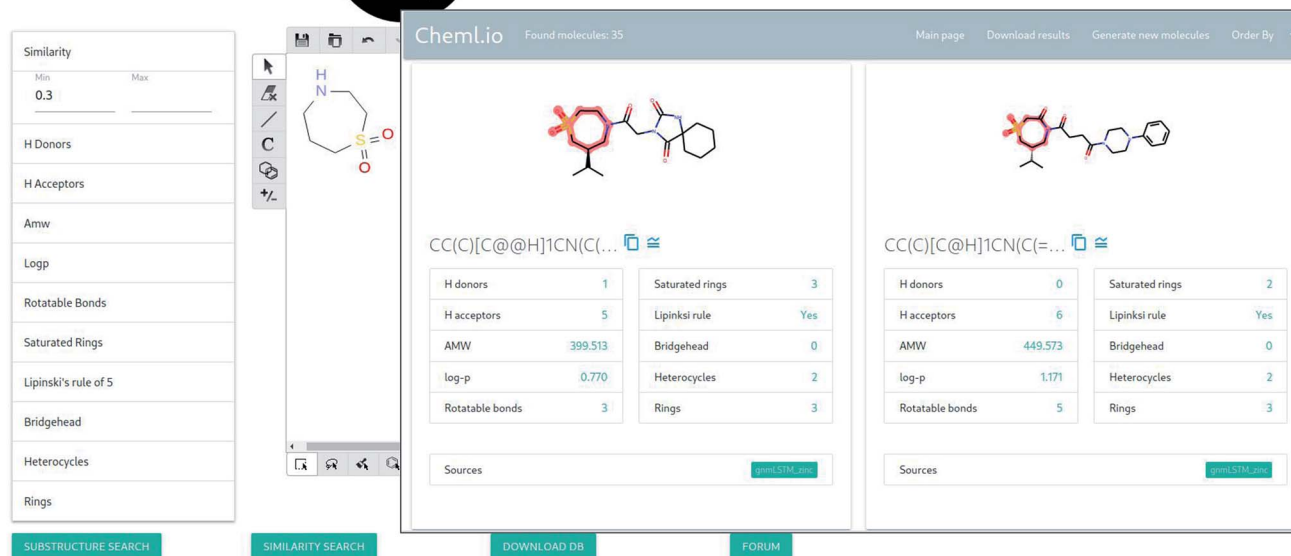 Similarity
Min Max
0.3
H Donors
H Acceptors
Amw
Logp
Rotatable Bonds
Saturated Rings
Lipinski's rule of 5
Bridgehead
Heterocycles
Rings
SUBSTRUCTURE SEARCH SIMILARITY SEARCH DOWNLOAD DB FORUM
C
+/-
H
N
S=O
O
Cheml.io Found molecules: 35 Main page Download results Generate new molecules Order By
CC(C)[C@@H]1CN(C(...
H donors 1 Saturated rings 3
H acceptors 5 Lipinksi rule Yes
AMW 399.513 Bridgehead 0
log-p 0.770 Heterocycles 2
Rotatable bonds 3 Rings 3
Sources gnmLSTM_zinc
CC(C)[C@H]1CN(C(=...
H donors 0 Saturated rings 2
H acceptors 6 Lipinksi rule Yes
AMW 449.573 Bridgehead 0
log-p 1.171 Heterocycles 2
Rotatable bonds 5 Rings 3
Sources gnmLSTM_zinc